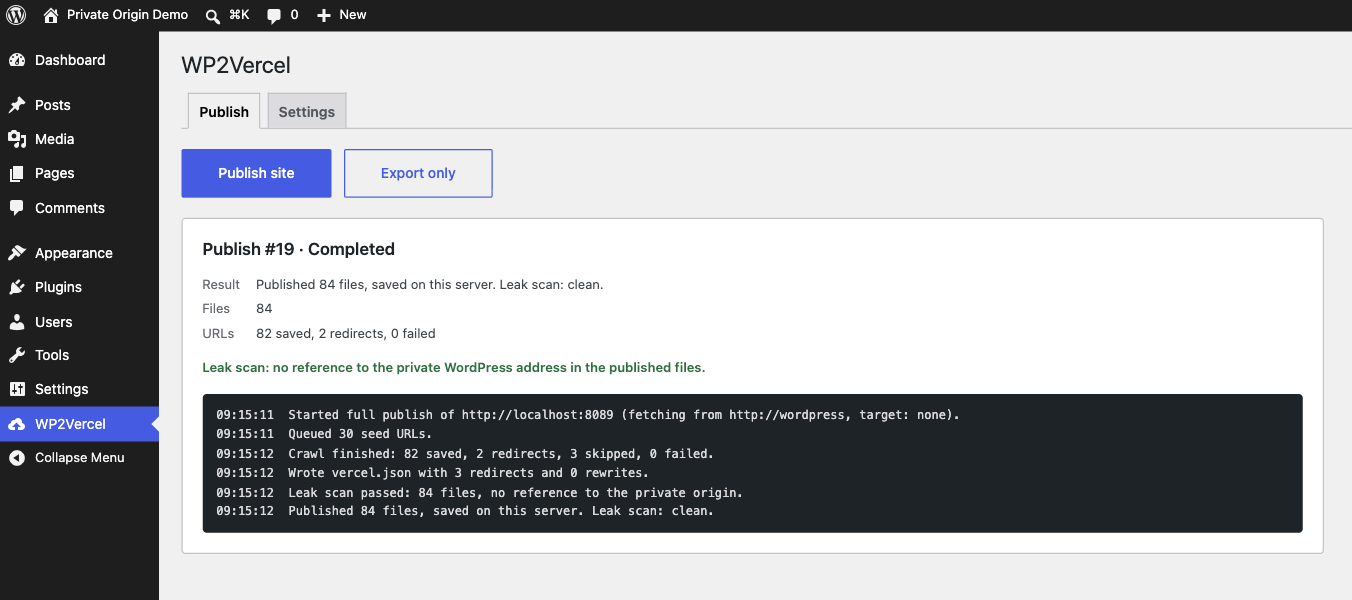 Private Origin Demo
⌘K
0
New
Dashboard
Posts
Media
Pages
Comments
Appearance
Plugins
Users
Tools
Settings
WP2Vercel
Collapse Menu
WP2Vercel
Publish
Settings
Publish site
Export only
Publish #19 · Completed
Result Published 84 files, saved on this server. Leak scan: clean.
Files 84
URLs 82 saved, 2 redirects, 0 failed
Leak scan: no reference to the private WordPress address in the published files.
09:15:11 Started full publish of http://localhost:8089 (fetching from http://wordpress, target: none).
09:15:11 Queued 30 seed URLs.
09:15:12 Crawl finished: 82 saved, 2 redirects, 3 skipped, 0 failed.
09:15:12 Wrote vercel.json with 3 redirects and 0 rewrites.
09:15:12 Leak scan passed: 84 files, no reference to the private origin.
09:15:12 Published 84 files, saved on this server. Leak scan: clean.